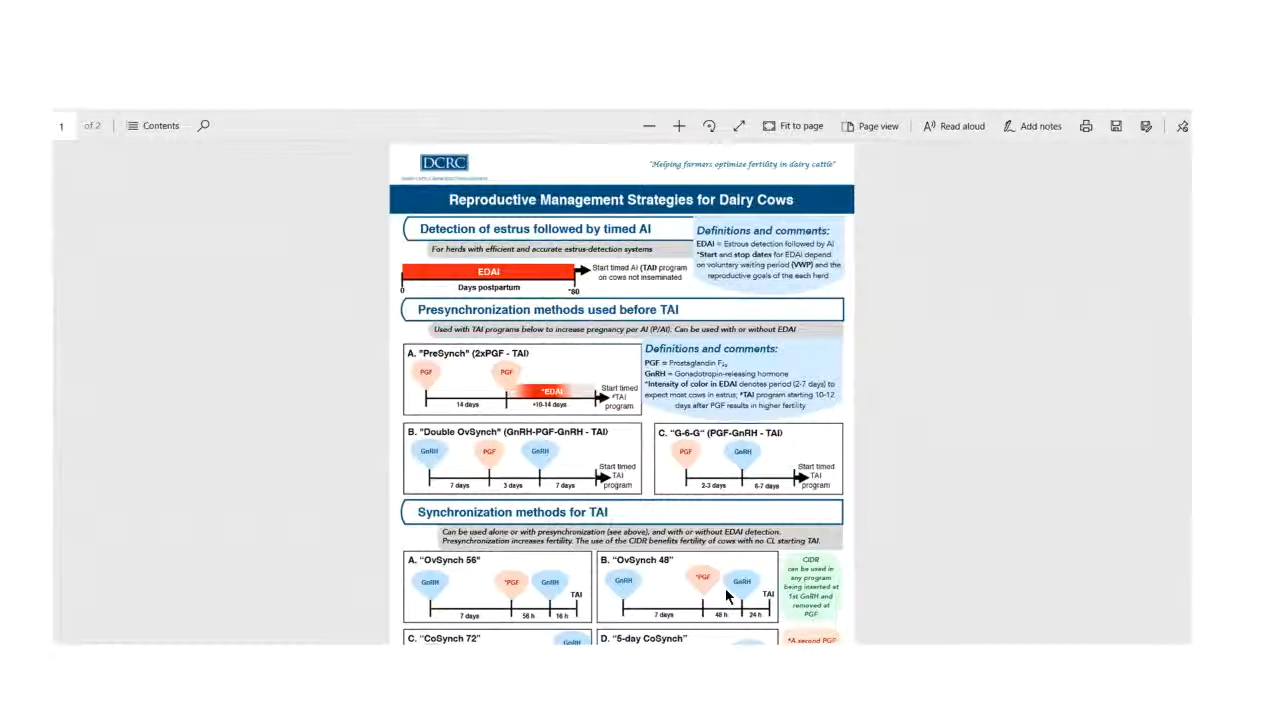 1 of 2 Contents Fit to page Page view Read aloud Add notes
DCRC
"Helping farmers optimize fertility in dairy cattle"
Reproductive Management Strategies for Dairy Cows
Detection of estrus followed by timed AI
For herds with efficient and accurate estrus-detection systems
EDAI
0
Days postpartum
*80
Start timed AI (TAI) program
on cows not inseminated
Definitions and comments:
EDAI = Estrous detection followed by AI
*Start and stop dates for EDAI depend
on voluntary waiting period (VWP) and the
reproductive goals of the each herd
Presynchronization methods used before TAI
Used with TAI programs below to increase pregnancy per AI (P/AI). Can be used with or without EDAI
A. "PreSynch" (2xPGF - TAI)
PGF PGF
*EDAI
14 days
Start timed
TAI
program
Definitions and comments:
PGF = Prostaglandin F2α
GnRH = Gonadotropin-releasing hormone
*Intensity of color in EDAI denotes period (2-7 days) to
expect most cows in estrus; #TAI program starting 10-12
days after PGF results in higher fertility
B. "Double OvSynch" (GnRH-PGF-GnRH - TAI)
GnRH PGF GnRH
7 days 3 days 7 days
Start timed
TAI
program
C. "G-6-G" (PGF-GnRH - TAI)
PGF GnRH
2-3 days 6-7 days
Start timed
TAI
program
Synchronization methods for TAI
Can be used alone or with presynchronization (see above), and with or without EDAI detection.
Presynchronization increases fertility. The use of the CIDR benefits fertility of cows with no CL starting TAI.
A. "OvSynch 56"
GnRH *PGF GnRH
TAI
7 days 56 h 16 h
B. "OvSynch 48"
GnRH *PGF GnRH
TAI
7 days 48 h 24 h
CIDR
can be used in
any program
being inserted at
1st GnRH and
removed at
PGF
C. "CoSynch 72"
GnRH
D. "5-day CoSynch"
*A second PGF